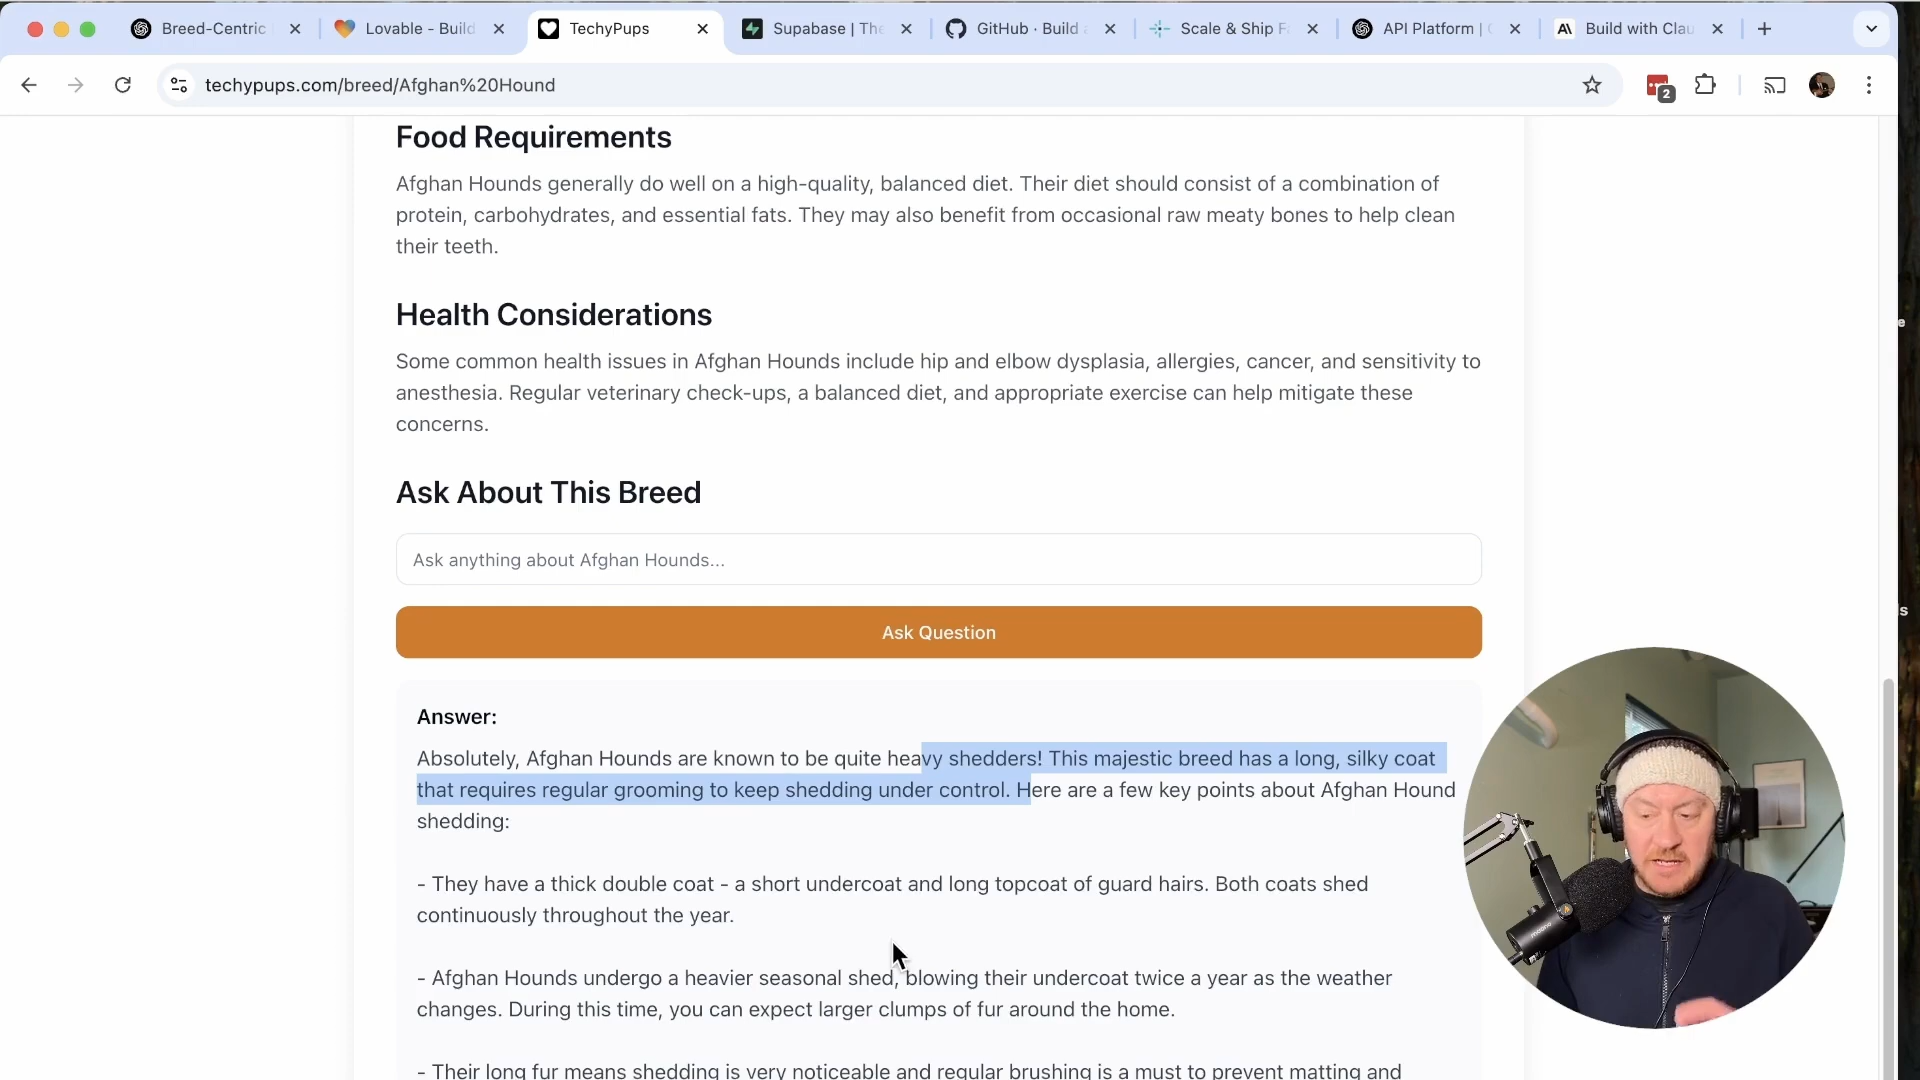 Breed-Centric
Lovable - Build
TechyPups
Supabase | The
GitHub · Build a
Scale & Ship Fa
API Platform |
Build with Clau
techypups.com/breed/Afghan%20Hound
2
Food Requirements
Afghan Hounds generally do well on a high-quality, balanced diet. Their diet should consist of a combination of
protein, carbohydrates, and essential fats. They may also benefit from occasional raw meaty bones to help clean
their teeth.
Health Considerations
Some common health issues in Afghan Hounds include hip and elbow dysplasia, allergies, cancer, and sensitivity to
anesthesia. Regular veterinary check-ups, a balanced diet, and appropriate exercise can help mitigate these
concerns.
Ask About This Breed
Ask anything about Afghan Hounds...
Ask Question
Answer:
Absolutely, Afghan Hounds are known to be quite heavy shedders! This majestic breed has a long, silky coat
that requires regular grooming to keep shedding under control. Here are a few key points about Afghan Hound
shedding:
- They have a thick double coat - a short undercoat and long topcoat of guard hairs. Both coats shed
continuously throughout the year.
- Afghan Hounds undergo a heavier seasonal shed, blowing their undercoat twice a year as the weather
changes. During this time, you can expect larger clumps of fur around the home.
- Their long fur means shedding is very noticeable and regular brushing is a must to prevent matting and